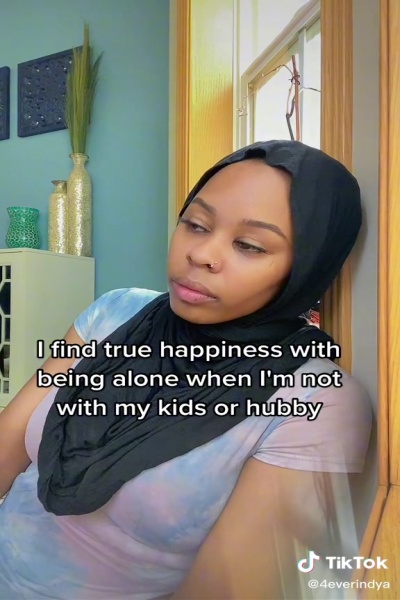 I find true happiness with
being alone when I'm not
with my kids or hubby
TikTok
@4everindya